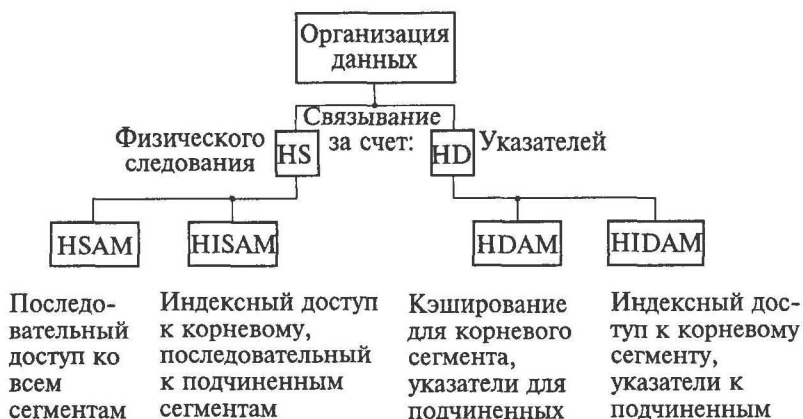 Организация
данных
Связывание
за счет:
Физического
следования
HS
HD
Указателей
HSAM
HISAM
HDAM
HIDAM
Последо-
вательный
доступ ко
всем
сегментам
Индексный доступ
к корневому,
последовательный
к подчиненным
сегментам
Кэширование
для корневого
сегмента,
указатели для
подчиненных
Индексный дос-
туп к корневому
сегменту,
указатели к
подчиненным